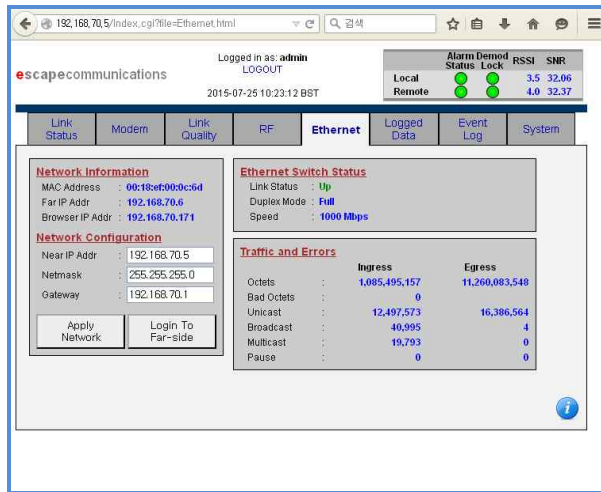 192,168,70,5/Index,cgi?file=Ethernet,html
검색
escapecommunications
Logged in as: admin
LOGOUT
2015-07-25 10:23:12 BST
Alarm Status Demod Lock RSSI SNR
Local 3.5 32.06
Remote 4.0 32.37
Link Status Modem Link Quality RF Ethernet Logged Data Event Log System
Network Information
MAC Address : 00:18:ef:00:0c:6d
Far IP Addr : 192.168.70.6
Browser IP Addr : 192.168.70.171
Network Configuration
Near IP Addr : 192.168.70.5
Netmask : 255.255.255.0
Gateway : 192.168.70.1
Apply Network
Login To Far-side
Ethernet Switch Status
Link Status : Up
Duplex Mode : Full
Speed : 1000 Mbps
Traffic and Errors
Ingress Egress
Octets : 1,085,495,157 11,260,083,548
Bad Octets : 0
Unicast : 12,497,573 16,386,564
Broadcast : 40,995 4
Multicast : 19,793 0
Pause : 0 0
i